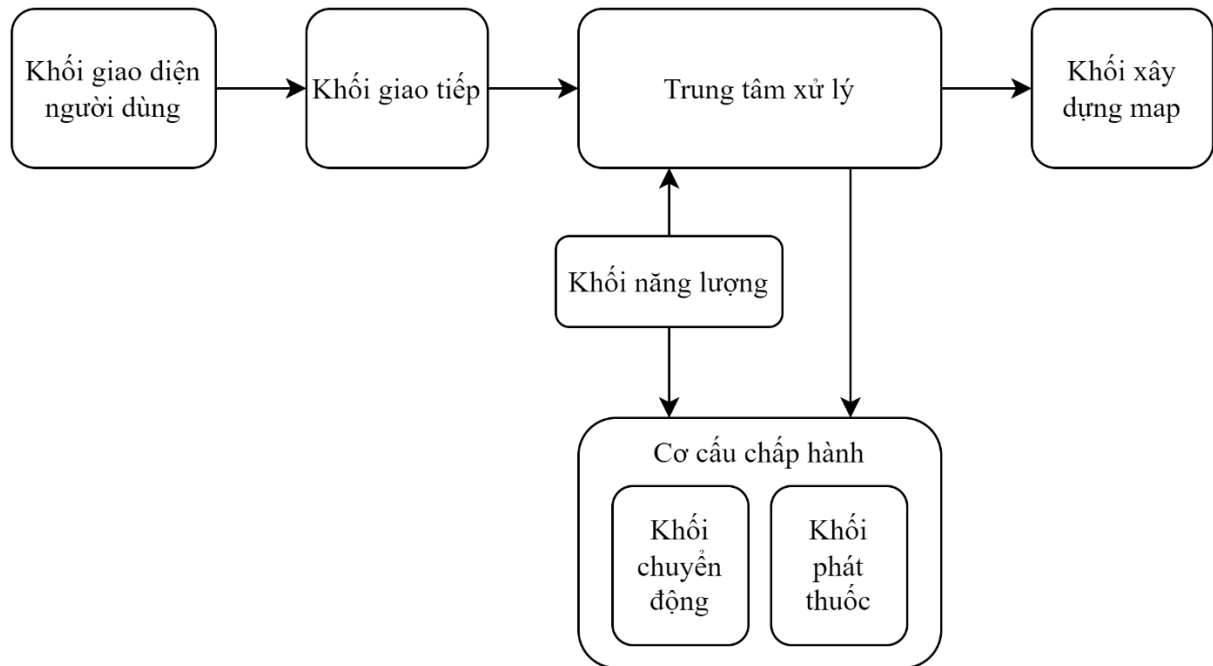 Khối giao diện
người dùng
Khối giao tiếp
Trung tâm xử lý
Khối xây
dựng map
Khối năng lượng
Cơ cấu chấp hành
Khối
chuyển
động
Khối
phát
thuốc